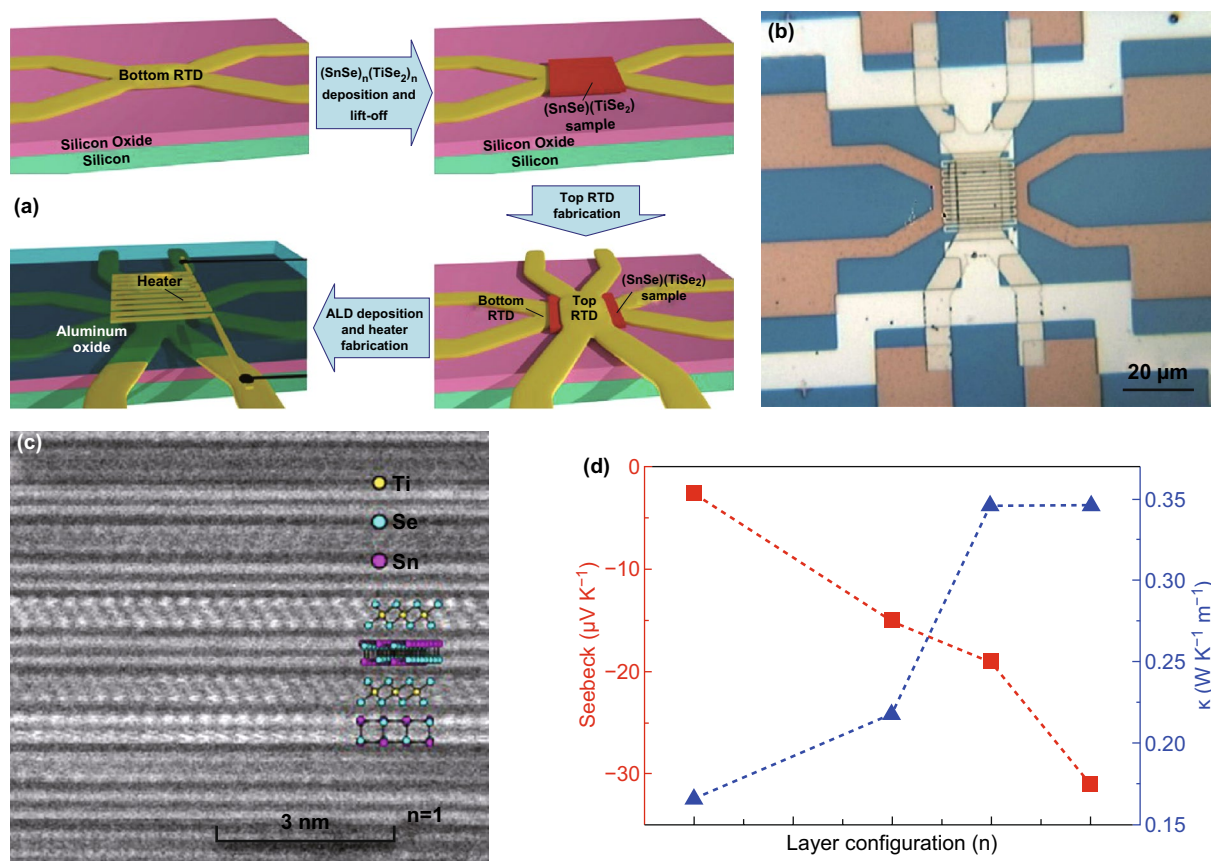 Bottom RTD
Silicon Oxide
Silicon
(SnSe)n(TiSe2)n
deposition and
lift-off
(SnSe)(TiSe2)
sample
Silicon Oxide
Silicon
(a)
Top RTD
fabrication
Heater
Aluminum
oxide
ALD deposition
and heater
fabrication
Bottom
RTD
Top
RTD
(SnSe)(TiSe2)
sample
(b)
20 μm
(c)
Ti
Se
Sn
3 nm
n=1
(d)
0
−10
−20
−30
Seebeck (μV K−1)
0.35
0.30
0.25
0.20
0.15
κ (W K−1 m−1)
Layer configuration (n)